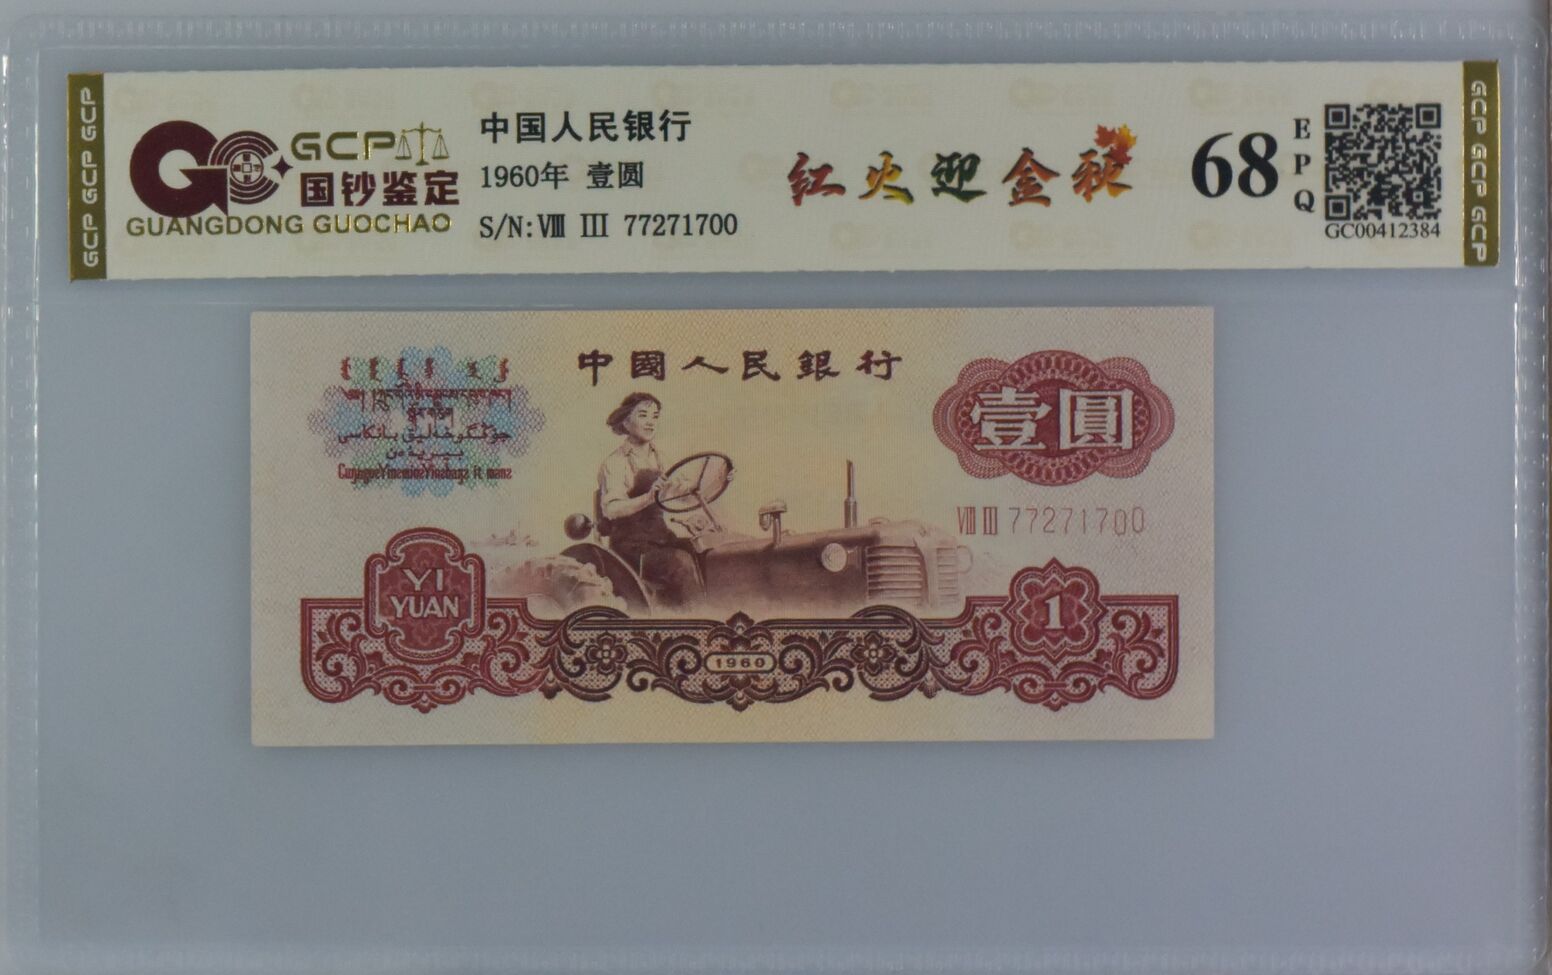 GCP GCP GCP
GCP
国钞鉴定
GUANGDONG GUOCHAO
中国人民银行
1960年 壹圆
S/N:Ⅷ Ⅲ 77271700
红火迎金秋
68
EPQ
GC00412384
GCP GCP GCP
中國人民銀行
壹圓
Ⅷ Ⅲ 77271700
YI
YUAN
1960
1